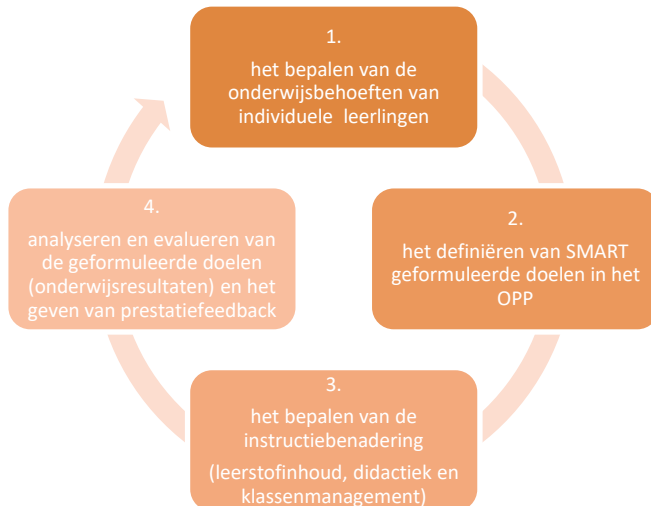 1.
het bepalen van de
onderwijsbehoeften van
individuele leerlingen
2.
het definiëren van SMART
geformuleerde doelen in het
OPP
3.
het bepalen van de
instructiebenadering
(leerstofinhoud, didactiek en
klassenmanagement)
4.
analyseren en evalueren van
de geformuleerde doelen
(onderwijsresultaten) en het
geven van prestatiefeedback